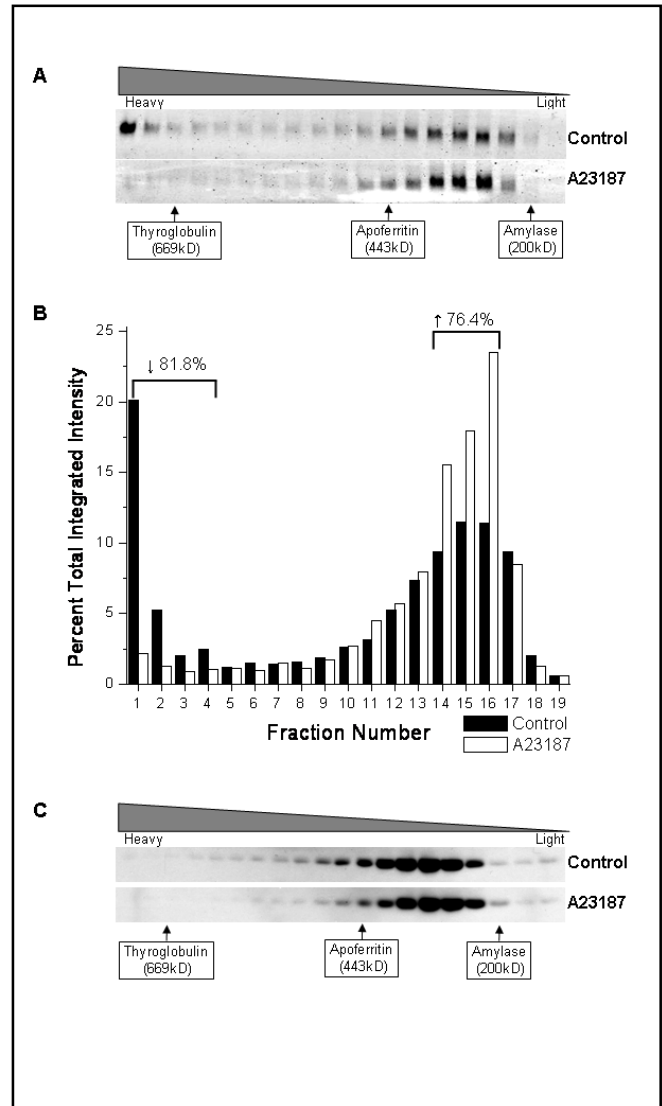 A
Heavy Light
Control
A23187
Thyroglobulin
(669kD)
Apoferritin
(443kD)
Amylase
(200kD)
B
Percent Total Integrated Intensity
25
20
15
10
5
0
↓ 81.8%
↑ 76.4%
1 2 3 4 5 6 7 8 9 10 11 12 13 14 15 16 17 18 19
Fraction Number
Control
A23187
C
Heavy Light
Control
A23187
Thyroglobulin
(669kD)
Apoferritin
(443kD)
Amylase
(200kD)